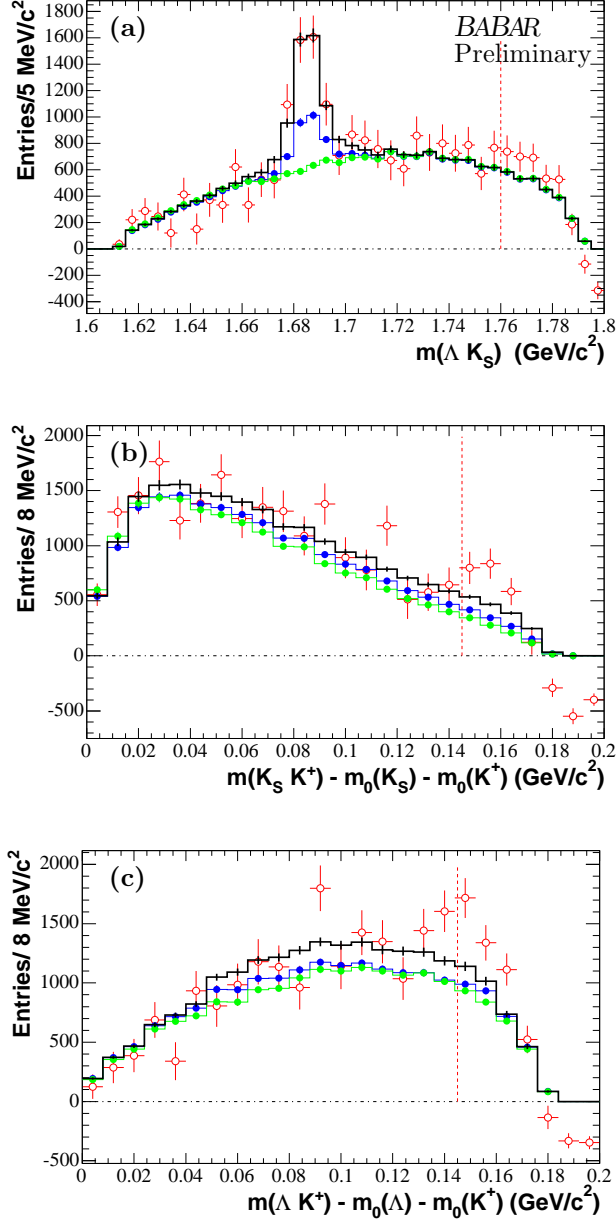 (a)
BABAR
Preliminary
Entries/5 MeV/c²
1600
1400
1200
1000
800
600
400
200
0
-200
-400
1.6 1.62 1.64 1.66 1.68 1.7 1.72 1.74 1.76 1.78 1.8
m(Λ K_S) (GeV/c²)
(b)
Entries/ 8 MeV/c²
2000
1500
1000
500
0
-500
0 0.02 0.04 0.06 0.08 0.1 0.12 0.14 0.16 0.18 0.2
m(K_S K⁺) - m₀(K_S) - m₀(K⁺) (GeV/c²)
(c)
Entries/ 8 MeV/c²
2000
1500
1000
500
0
-500
0 0.02 0.04 0.06 0.08 0.1 0.12 0.14 0.16 0.18 0.2
m(Λ K⁺) - m₀(Λ) - m₀(K⁺) (GeV/c²)